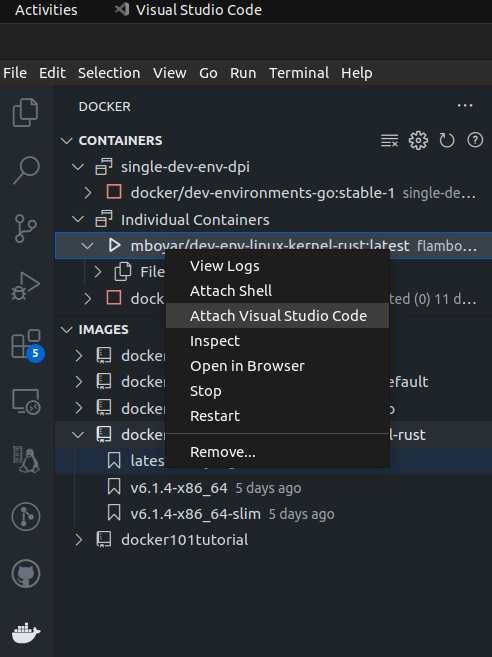 Activities Visual Studio Code
File Edit Selection View Go Run Terminal Help
DOCKER
CONTAINERS
single-dev-env-dpi
docker/dev-environments-go:stable-1 single-de...
Individual Containers
mboyar/dev-env-linux-kernel-rust:latest flambo...
File
dock ted (0) 11 d...
View Logs
Attach Shell
Attach Visual Studio Code
Inspect
Open in Browser
Stop
Restart
Remove...
IMAGES
docker
docker efault
docker o
docker l-rust
lates
v6.1.4-x86_64 5 days ago
v6.1.4-x86_64-slim 5 days ago
docker101tutorial
5